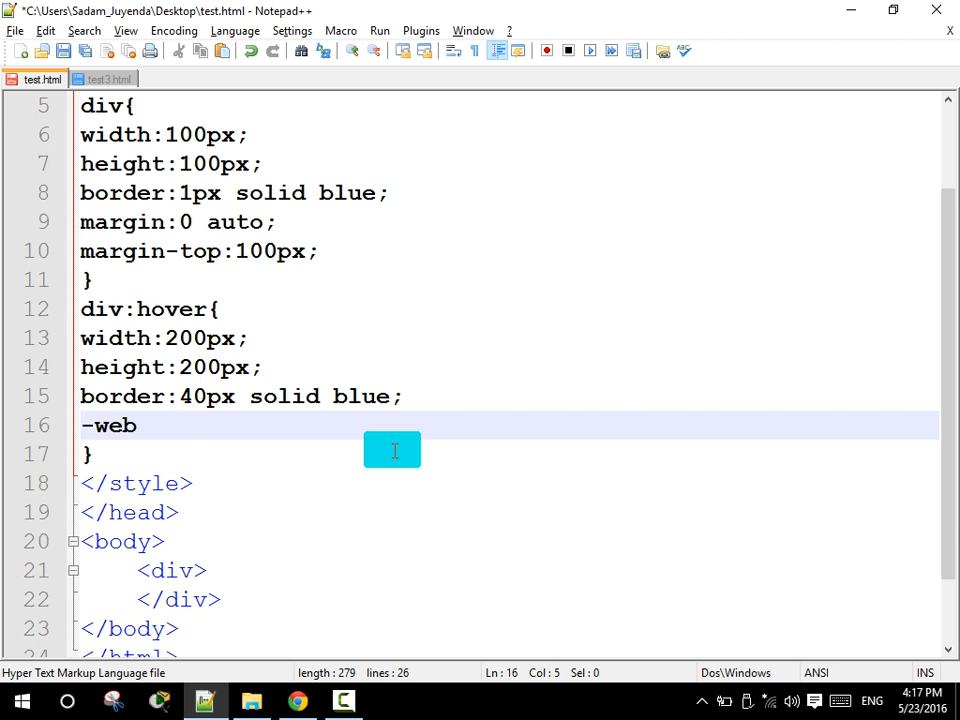 *C:\Users\Sadam_Juyenda\Desktop\test.html - Notepad++
File Edit Search View Encoding Language Settings Macro Run Plugins Window ? X
test.html test3.html
5 div{
6 width:100px;
7 height:100px;
8 border:1px solid blue;
9 margin:0 auto;
10 margin-top:100px;
11 }
12 div:hover{
13 width:200px;
14 height:200px;
15 border:40px solid blue;
16 -web
17 }
18 </style>
19 </head>
20 <body>
21 <div>
22 </div>
23 </body>
24 </html>
Hyper Text Markup Language file length : 279 lines : 26 Ln : 16 Col : 5 Sel : 0 Dos\Windows ANSI INS
ENG 4:17 PM
5/23/2016